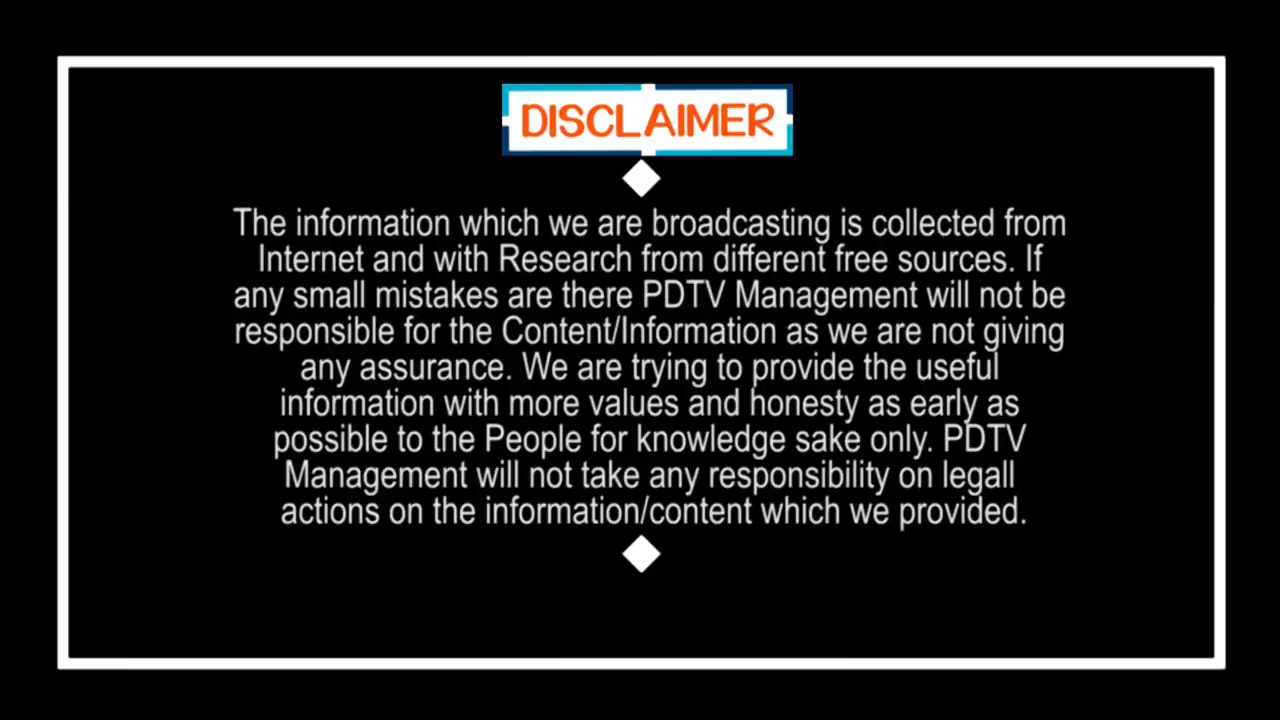 DISCLAIMER
The information which we are broadcasting is collected from
Internet and with Research from different free sources. If
any small mistakes are there PDTV Management will not be
responsible for the Content/Information as we are not giving
any assurance. We are trying to provide the useful
information with more values and honesty as early as
possible to the People for knowledge sake only. PDTV
Management will not take any responsibility on legall
actions on the information/content which we provided.